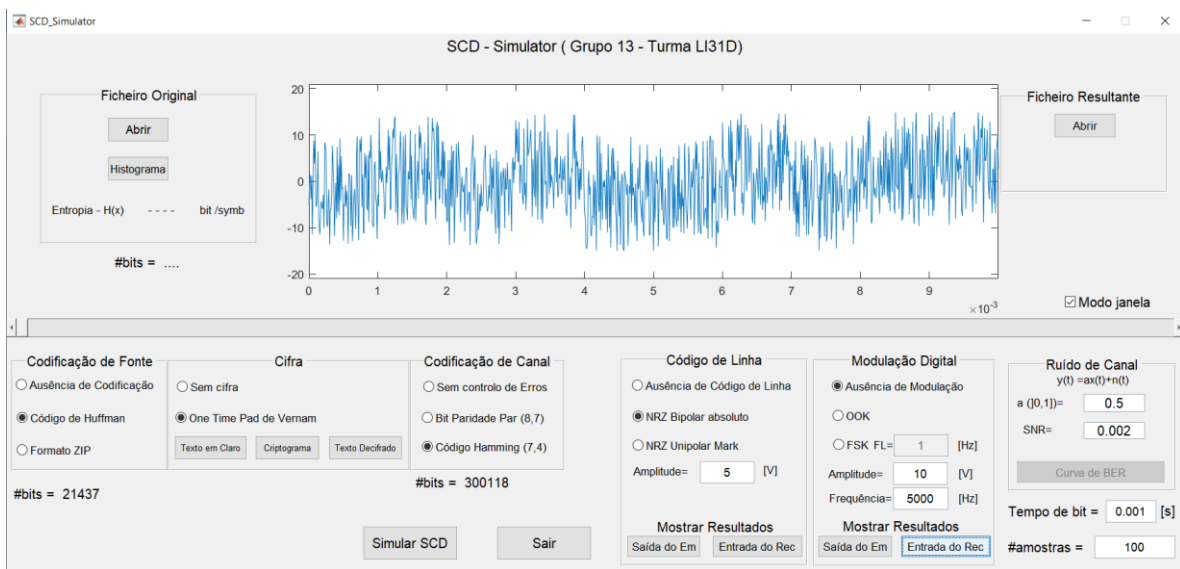 SCD_Simulator
SCD - Simulator ( Grupo 13 - Turma LI31D)
Ficheiro Original
Abrir
Histograma
Entropia - H(x) - - - - bit /symb
#bits = ....
20
10
0
-10
-20
0 1 2 3 4 5 6 7 8 9
×10-3
Ficheiro Resultante
Abrir
Modo janela
Codificação de Fonte
Ausência de Codificação
Código de Huffman
Formato ZIP
#bits = 21437
Cifra
Sem cifra
One Time Pad de Vernam
Texto em Claro Criptograma Texto Decifrado
Codificação de Canal
Sem controlo de Erros
Bit Paridade Par (8,7)
Código Hamming (7,4)
#bits = 300118
Simular SCD Sair
Código de Linha
Ausência de Código de Linha
NRZ Bipolar absoluto
NRZ Unipolar Mark
Amplitude= 5 [V]
Mostrar Resultados
Saída do Em Entrada do Rec
Modulação Digital
Ausência de Modulação
OOK
FSK FL= 1 [Hz]
Amplitude= 10 [V]
Frequência= 5000 [Hz]
Mostrar Resultados
Saída do Em Entrada do Rec
Ruído de Canal
y(t) =ax(t)+n(t)
a (]0,1])= 0.5
SNR= 0.002
Curva de BER
Tempo de bit = 0.001 [s]
#amostras = 100